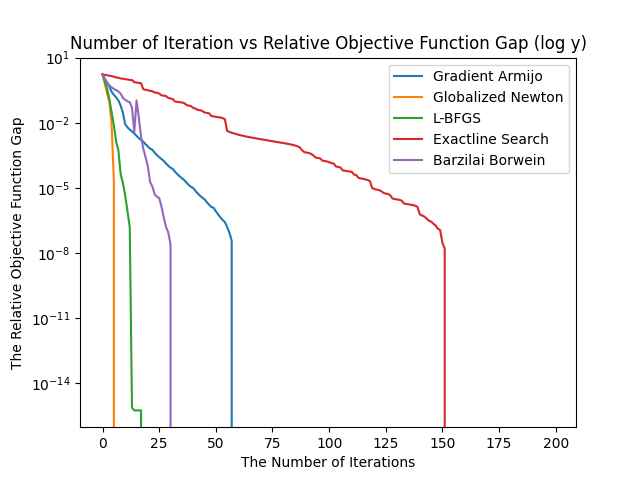 Number of Iteration vs Relative Objective Function Gap (log y)
The Relative Objective Function Gap
10¹
10⁻²
10⁻⁵
10⁻⁸
10⁻¹¹
10⁻¹⁴
Gradient Armijo
Globalized Newton
L-BFGS
Exactline Search
Barzilai Borwein
0 25 50 75 100 125 150 175 200
The Number of Iterations